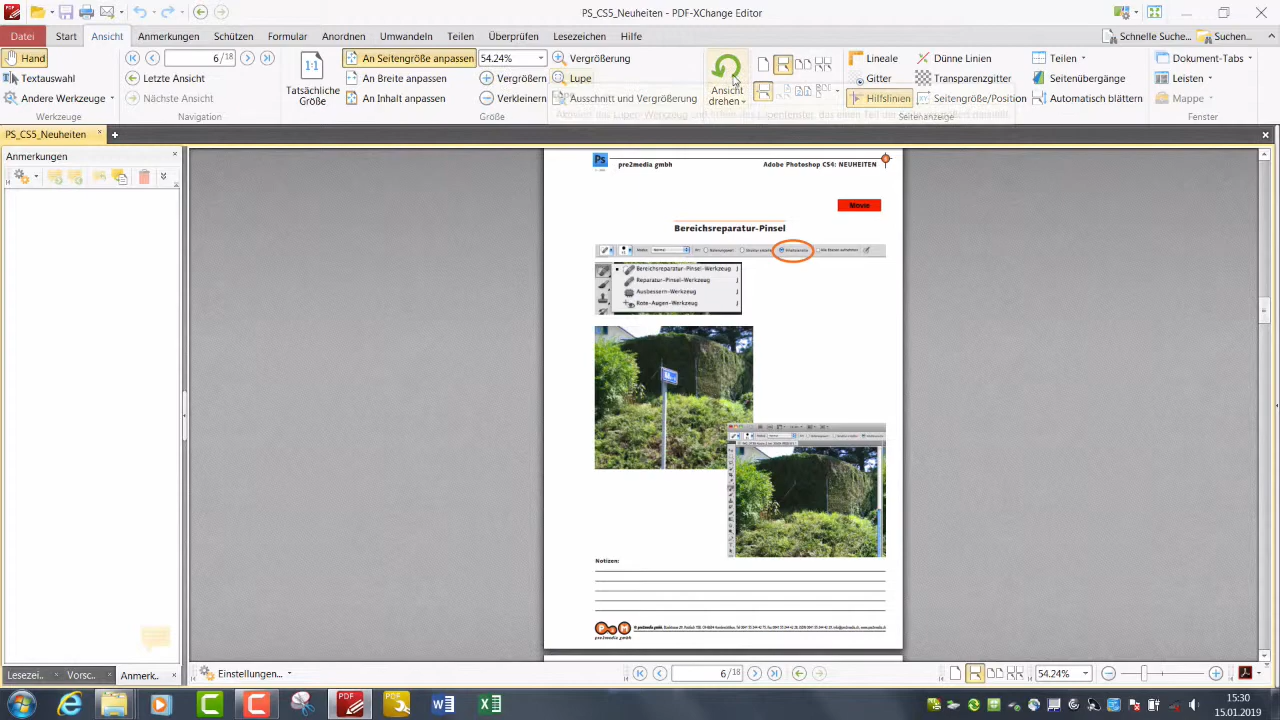 PS_CS5_Neuheiten - PDF-XChange Editor
Datei Start Ansicht Anmerkungen Schützen Formular Anordnen Umwandeln Teilen Überprüfen Lesezeichen Hilfe
Schnelle Suche... Suchen...
Hand
Textauswahl
Andere Werkzeuge
Werkzeuge
6/18
Letzte Ansicht
Nächste Ansicht
Navigation
Tatsächliche
Größe
An Seitengröße anpassen
An Breite anpassen
An Inhalt anpassen
54.24%
Vergrößern
Verkleinern
Größe
Vergrößerung
Lupe
Ausschnitt und Vergrößerung
Ansicht
drehen
Lineale
Gitter
Hilfslinien
Dünne Linien
Transparenzgitter
Seitengröße/Position
Teilen
Seitenübergänge
Automatisch blättern
Seitenanzeige
Dokument-Tabs
Leisten
Mappe
Fenster
PS_CS5_Neuheiten
Anmerkungen
Ps
pre2media gmbh
Adobe Photoshop CS4: NEUHEITEN
Movie
Bereichsreparatur-Pinsel
Bereichsreparatur-Pinsel-Werkzeug J
Reparatur-Pinsel-Werkzeug J
Ausbessern-Werkzeug J
Rote-Augen-Werkzeug J
Notizen:
pre2media gmbh
Lesezei... Vorsc... Anmerk...
Einstellungen...
6/18
54.24%
15:30
15.01.2019